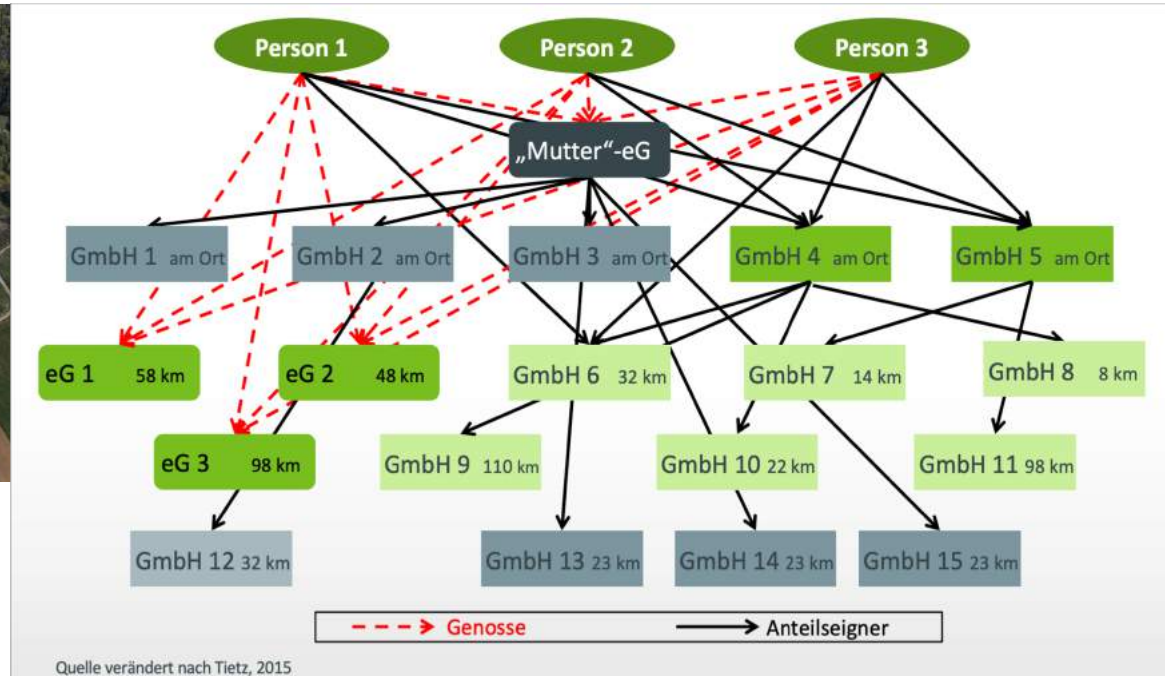 Person 1
Person 2
Person 3
„Mutter“-eG
GmbH 1 am Ort
GmbH 2 am Ort
GmbH 3 am Ort
GmbH 4 am Ort
GmbH 5 am Ort
eG 1 58 km
eG 2 48 km
GmbH 6 32 km
GmbH 7 14 km
GmbH 8 8 km
eG 3 98 km
GmbH 9 110 km
GmbH 10 22 km
GmbH 11 98 km
GmbH 12 32 km
GmbH 13 23 km
GmbH 14 23 km
GmbH 15 23 km
Genosse
Anteilseigner
Quelle verändert nach Tietz, 2015